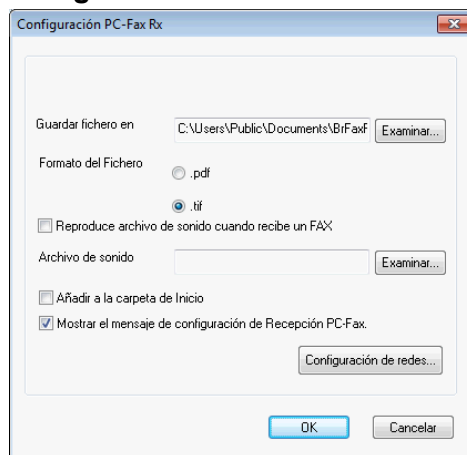 Configuración PC-Fax Rx
Guardar fichero en C:\Users\Public\Documents\BrFaxF Examinar...
Formato del Fichero
.pdf
.tif
Reproduce archivo de sonido cuando recibe un FAX
Archivo de sonido Examinar...
Añadir a la carpeta de Inicio
Mostrar el mensaje de configuración de Recepción PC-Fax.
Configuración de redes...
OK Cancelar